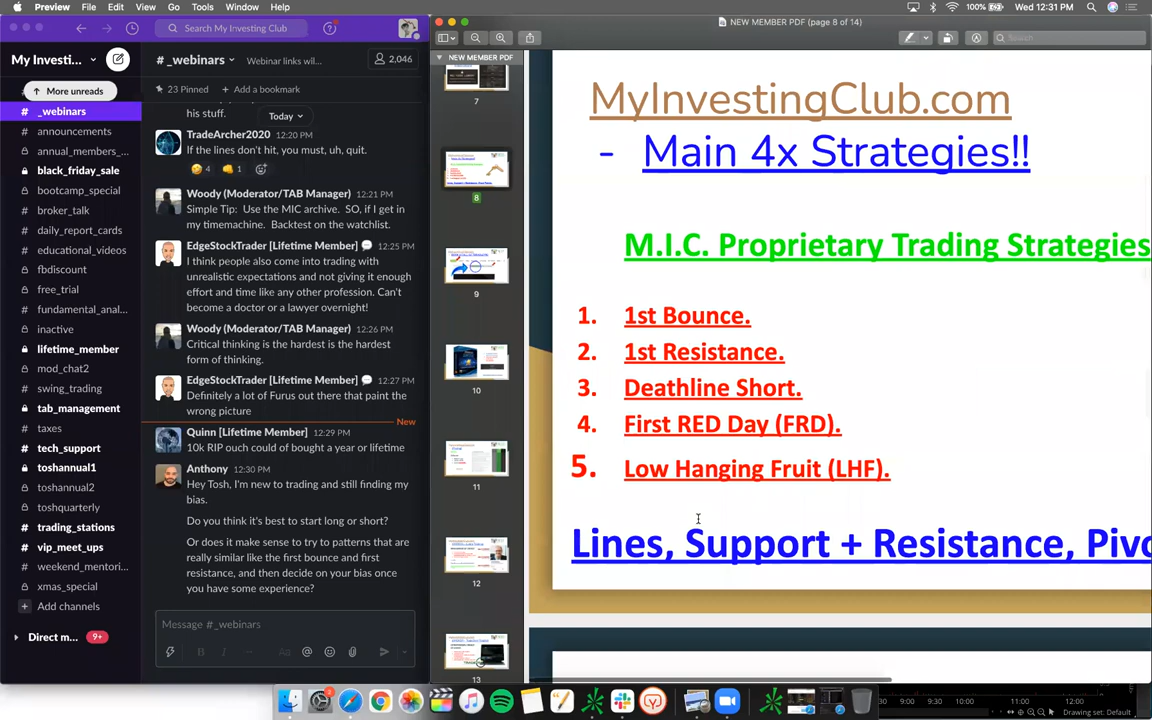 Preview File Edit View Go Tools Window Help
100% Wed 12:31 PM
Search My Investing Club
My Investi...
# _webinars
Webinar links wil...
2,046
23 Pinned
Add a bookmark
More unreads
Today
# _webinars
announcements
annual_members_...
black_friday_sale
bootcamp_special
broker_talk
daily_report_cards
educational_videos
fbdiscount
free_trial
fundamental_anal...
inactive
lifetime_member
mod_chat2
swing_trading
tab_management
taxes
# tech_support
toshannual1
toshannual2
toshquarterly
# trading_stations
# vip_meet_ups
weekend_mentori...
xmas_special
Add channels
Direct m... 9+
his stuff.
TradeArcher2020 12:20 PM
If the lines don't hit, you must, uh, quit.
4 1
Woody (Moderator/TAB Manager) 12:21 PM
Simple Tip: Use the MIC archive. SO, if I get in
my timemachine. Backtest on the watchlist.
EdgeStockTrader [Lifetime Member] 12:25 PM
I think people also come into trading with
unrealistic expectations and not giving it enough
effort and time like any other profession. Can't
become a doctor or a lawyer overnight!
Woody (Moderator/TAB Manager) 12:26 PM
Critical thinking is the hardest is the hardest
form of thinking.
EdgeStockTrader [Lifetime Member] 12:27 PM
Definitely a lot of Furus out there that paint the
wrong picture
New
Quinn [Lifetime Member] 12:29 PM
10k RIP ouch could of bought a year or lifetime
Anthony 12:30 PM
Hey Tosh, I'm new to trading and still finding my
bias.
Do you think it's best to start long or short?
Or does it make sense to try to patterns that are
really similar like the first bounce and first
resistance, and then decide on your bias once
you have some experience?
Message # _webinars
NEW MEMBER PDF (page 8 of 14)
Search
NEW MEMBER PDF
7
8
9
10
11
12
13
MyInvestingClub.com
- Main 4x Strategies!!
M.I.C. Proprietary Trading Strategies
1. 1st Bounce.
2. 1st Resistance.
3. Deathline Short.
4. First RED Day (FRD).
5. Low Hanging Fruit (LHF).
Lines, Support + Resistance, Pivo
9:00 10:00 11:00 12:00
Drawing set: Default